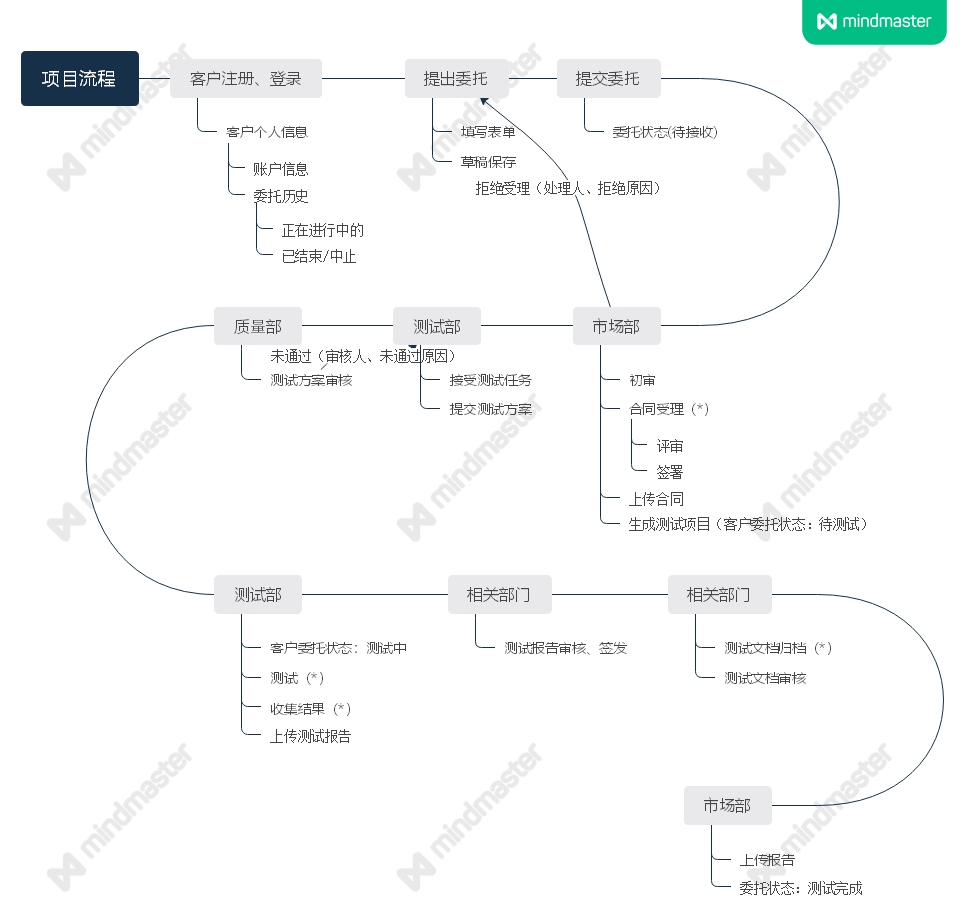 mindmaster
项目流程
客户注册、登录
提出委托
提交委托
客户个人信息
填写表单
委托状态(待接收)
账户信息
草稿保存
委托历史
拒绝受理（处理人、拒绝原因）
正在进行中的
已结束/中止
质量部
测试部
市场部
未通过（审核人、未通过原因）
测试方案审核
接受测试任务
初审
提交测试方案
合同受理（*）
评审
签署
上传合同
生成测试项目（客户委托状态：待测试）
测试部
相关部门
相关部门
客户委托状态：测试中
测试报告审核、签发
测试文档归档（*）
测试（*）
测试文档审核
收集结果（*）
上传测试报告
市场部
上传报告
委托状态：测试完成
mindmaster
mindmaster
mindmaster
mindmaster
mindmaster
mindmaster
mindmaster
mindmaster
mindmaster